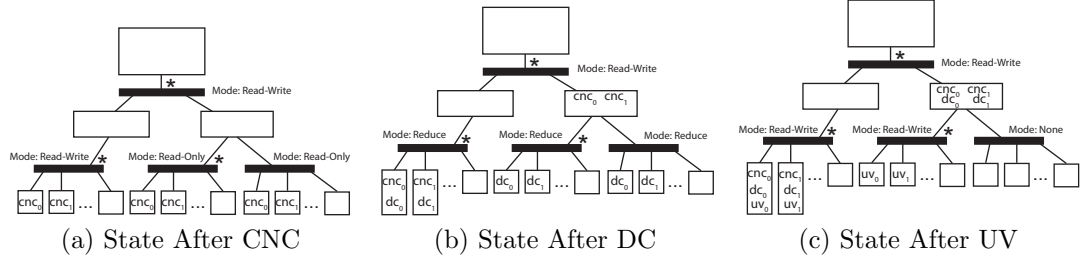 *
Mode: Read-Write
Mode: Read-Write * Mode: Read-Only * Mode: Read-Only
cnc₀ cnc₁ ... cnc₀ cnc₁ ... cnc₀ cnc₁ ...
(a) State After CNC
*
Mode: Read-Write
cnc₀ cnc₁
Mode: Reduce * Mode: Reduce * Mode: Reduce
cnc₀ cnc₁ ... dc₀ dc₁ ... dc₀ dc₁ ...
dc₀ dc₁
(b) State After DC
*
Mode: Read-Write
cnc₀ cnc₁
dc₀ dc₁
Mode: Read-Write * Mode: Read-Write * Mode: None
cnc₀ cnc₁ ... uv₀ uv₁ ... ...
dc₀ dc₁
uv₀ uv₁
(c) State After UV